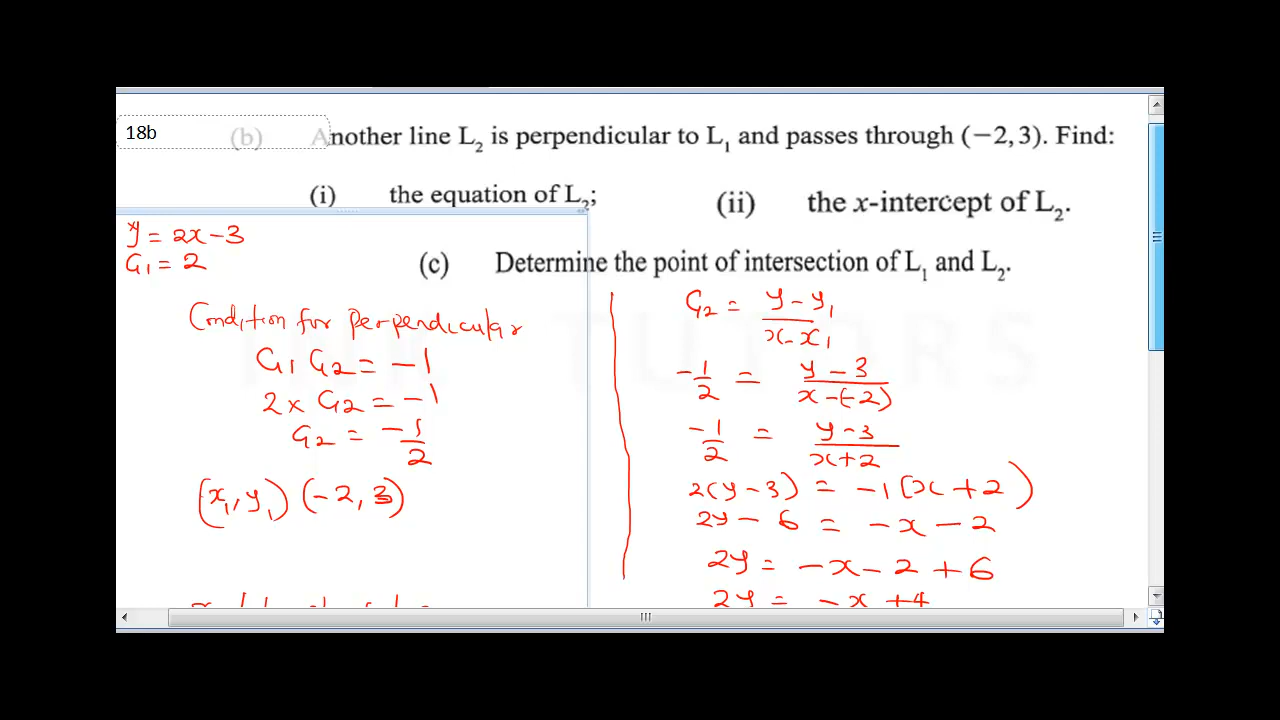 18b
(b) Another line L₂ is perpendicular to L₁ and passes through (−2, 3). Find:
(i) the equation of L₂; (ii) the x-intercept of L₂.
(c) Determine the point of intersection of L₁ and L₂.
y = 2x − 3
G₁ = 2
Condition for perpendicular
G₁ G₂ = −1
2 × G₂ = −1
G₂ = −1/2
(x₁, y₁) (−2, 3)
G₂ = (y − y₁)/(x − x₁)
−1/2 = (y − 3)/(x − (−2))
−1/2 = (y − 3)/(x + 2)
2(y − 3) = −1(x + 2)
2y − 6 = −x − 2
2y = −x − 2 + 6
2y = −x + 4
TUTORS